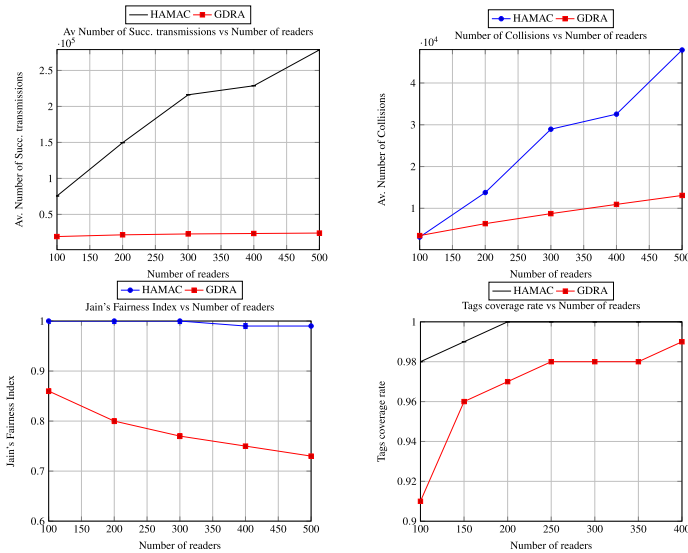 HAMAC GDRA
Av Number of Succ. transmissions vs Number of readers
·10⁵
2.5
2
1.5
1
0.5
Av. Number of Succ. transmissions
100 150 200 250 300 350 400 450 500
Number of readers
HAMAC GDRA
Number of Collisions vs Number of readers
·10⁴
4
3
2
1
Av. Number of Collisions
100 150 200 250 300 350 400 450 500
Number of readers
HAMAC GDRA
Jain's Fairness Index vs Number of readers
1
0.9
0.8
0.7
0.6
Jain's Fairness Index
100 150 200 250 300 350 400 450 500
Number of readers
HAMAC GDRA
Tags coverage rate vs Number of readers
1
0.98
0.96
0.94
0.92
0.9
Tags coverage rate
100 150 200 250 300 350 400
Number of readers